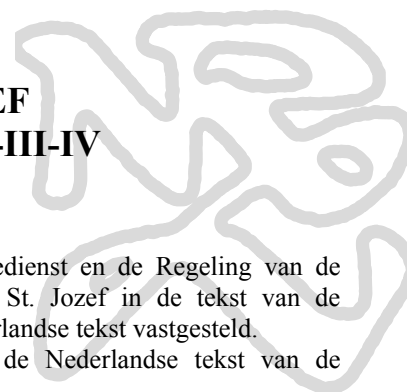 EF
-III-IV
edienst en de Regeling van de
St. Jozef in de tekst van de
rlandse tekst vastgesteld.
de Nederlandse tekst van de